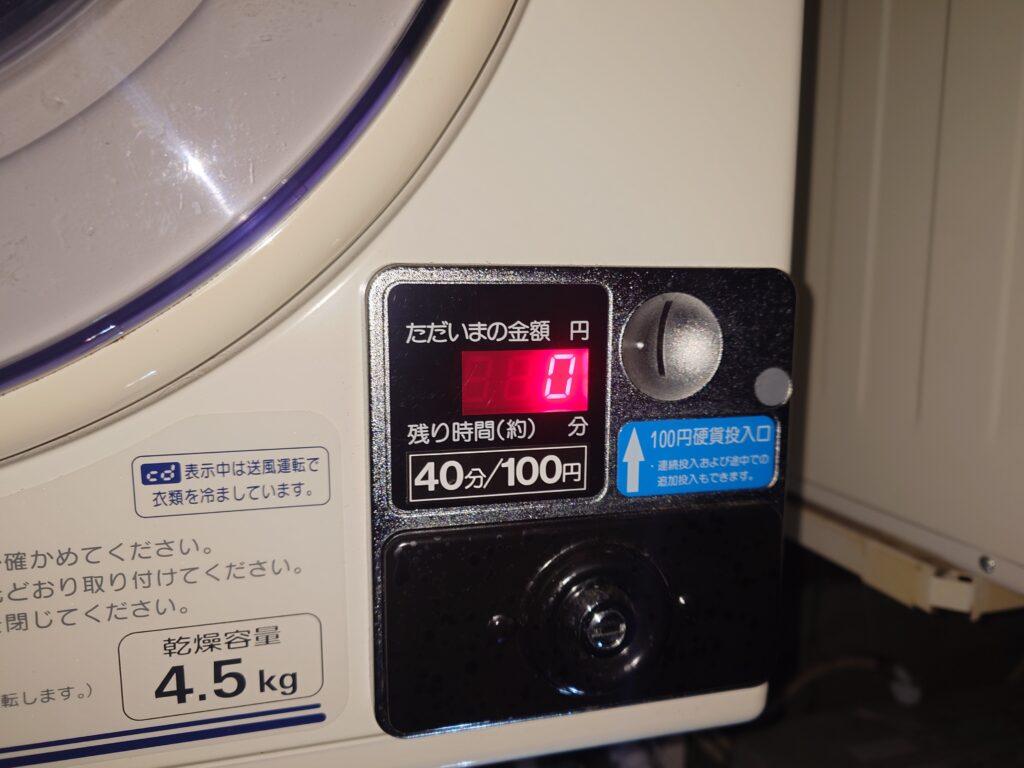 ただいまの金額 円
0
残り時間(約) 分
40分/100円
100円硬貨投入口
・連続投入および途中での
追加投入もできます。
cd 表示中は送風運転で
衣類を冷ましています。
確かめてください。
どおり取り付けてください。
閉じてください。
乾燥容量
4.5kg
転します。)